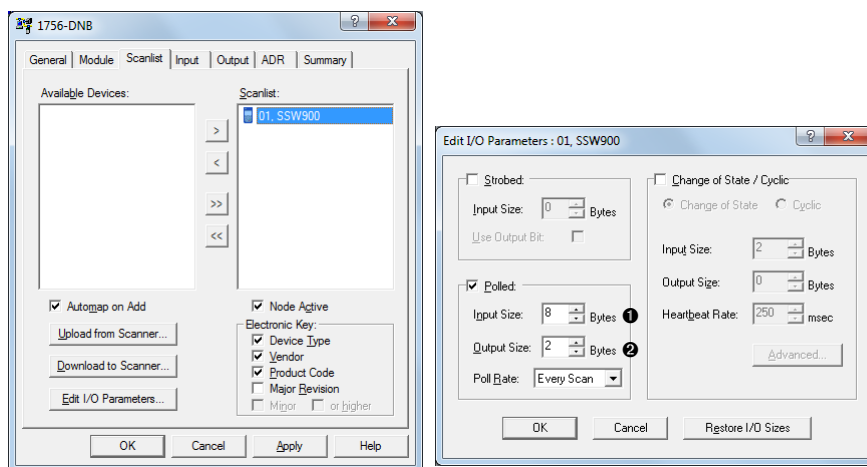 1756-DNB
General Module Scanlist Input Output ADR Summary
Available Devices:
Scanlist:
01, SSW900
>
<
>>
<<
Automap on Add
Node Active
Upload from Scanner...
Download to Scanner...
Edit I/O Parameters...
Electronic Key:
Device Type
Vendor
Product Code
Major Revision
Minor or higher
OK Cancel Apply Help
Edit I/O Parameters : 01, SSW900
Strobed:
Input Size: 0 Bytes
Use Output Bit:
Polled:
Input Size: 8 Bytes 1
Output Size: 2 Bytes 2
Poll Rate: Every Scan
Change of State / Cyclic
Change of State Cyclic
Input Size: 2 Bytes
Output Size: 0 Bytes
Heartbeat Rate: 250 msec
Advanced...
OK Cancel Restore I/O Sizes